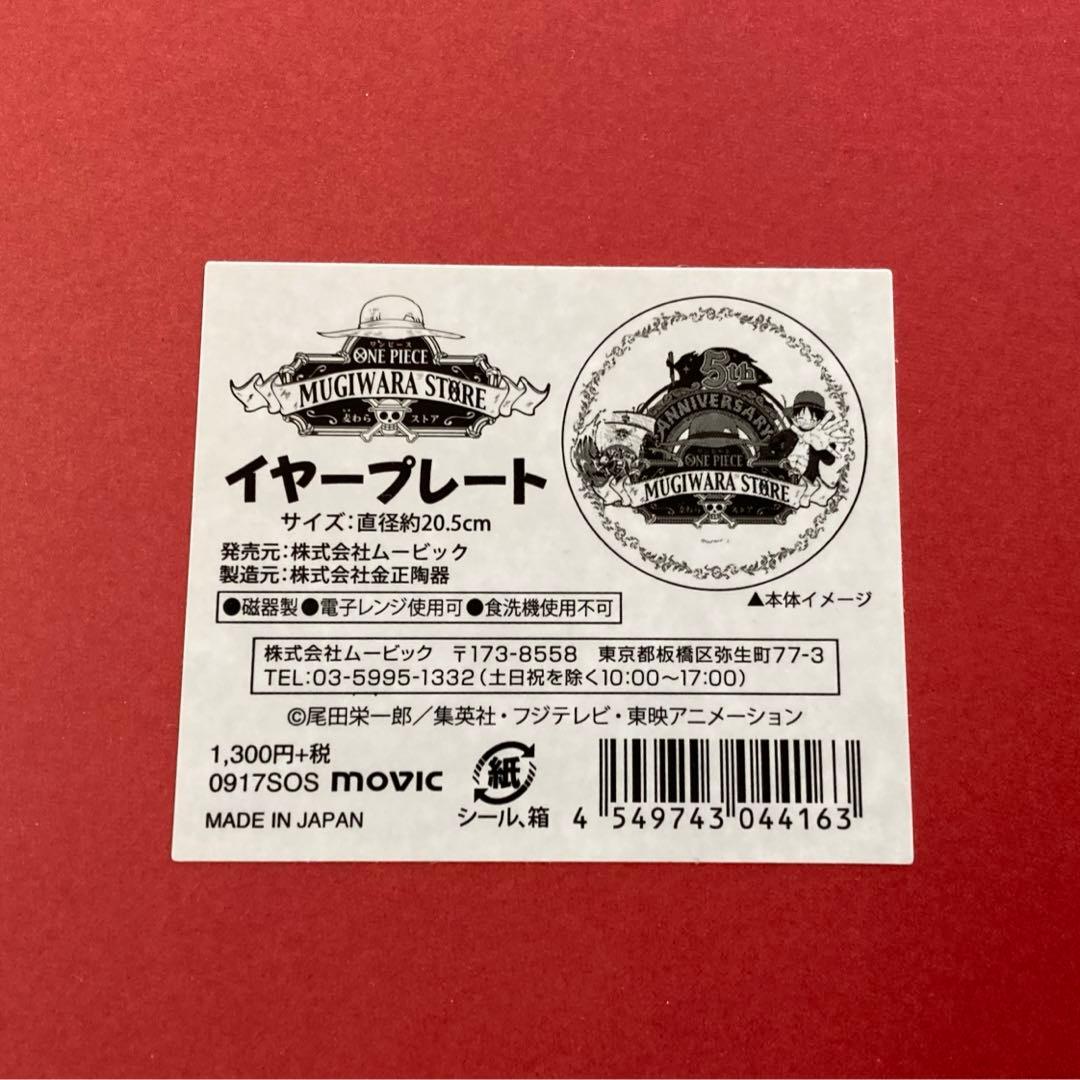 ワンピース
ONE PIECE
MUGIWARA STORE
麦わら ストア
イヤープレート
サイズ:直径約20.5cm
発売元:株式会社ムービック
製造元:株式会社金正陶器
●磁器製●電子レンジ使用可●食洗機使用不可
5th
ANNIVERSARY
ONE PIECE
MUGIWARA STORE
麦わら ストア
▲本体イメージ
株式会社ムービック 〒173-8558 東京都板橋区弥生町77-3
TEL:03-5995-1332(土日祝を除く10:00〜17:00)
©尾田栄一郎/集英社・フジテレビ・東映アニメーション
1,300円+税
0917SOS movic
MADE IN JAPAN
紙
シール、箱
4 549743 044163